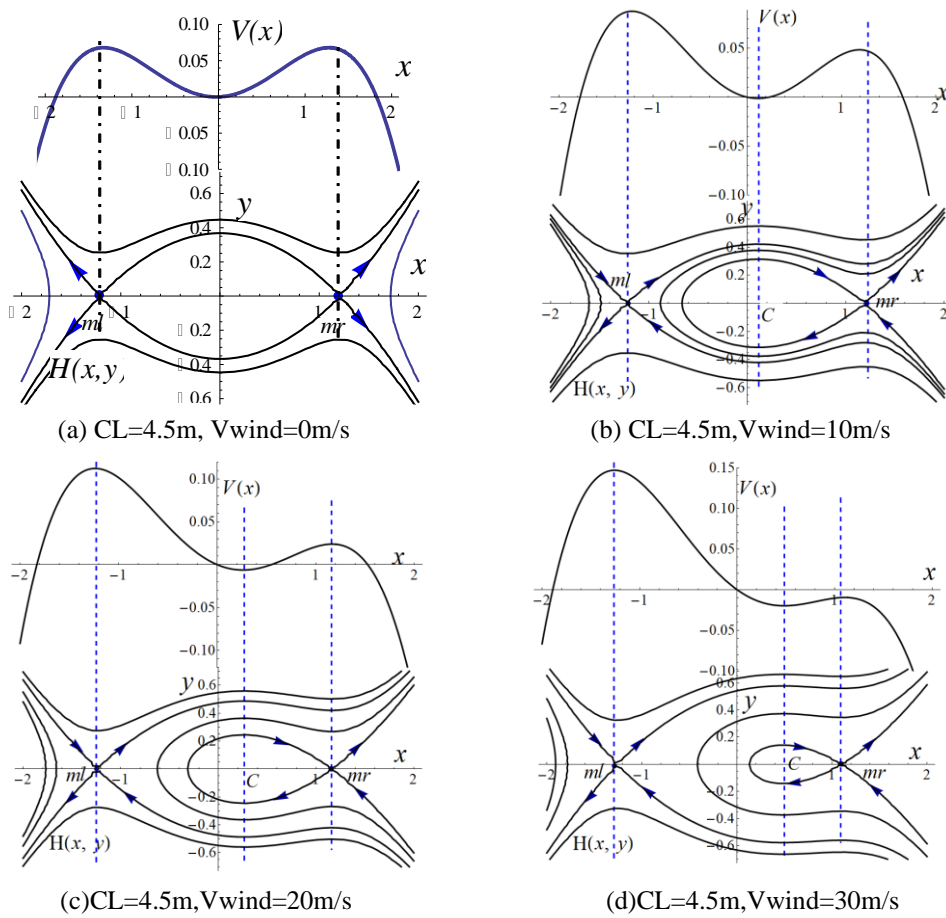 0.10
V(x)
0.05
x
2
1
1
2
0.05
0.10
0.6
y
0.4
0.2
x
2
1
1
2
ml
mr
0.2
0.4
H(x,y)
0.6
(a) CL=4.5m, Vwind=0m/s
V(x)
0.05
-2
-1
1
2
x
-0.05
-0.10
y
0.6
0.4
0.2
x
ml
mr
-2
-1
C
1
2
-0.2
-0.4
H(x, y)
-0.6
(b) CL=4.5m,Vwind=10m/s
0.10
V(x)
0.05
x
-2
-1
1
2
-0.05
-0.10
y
0.6
0.4
0.2
x
-2
ml
-1
C
1
mr
2
-0.2
-0.4
H(x, y)
-0.6
(c)CL=4.5m,Vwind=20m/s
0.15
V(x)
0.10
0.05
x
-2
-1
1
2
-0.05
-0.10
0.6
y
0.4
0.2
x
-2
ml
-1
C
1
mr
2
-0.2
-0.4
H(x, y)
-0.6
(d)CL=4.5m,Vwind=30m/s